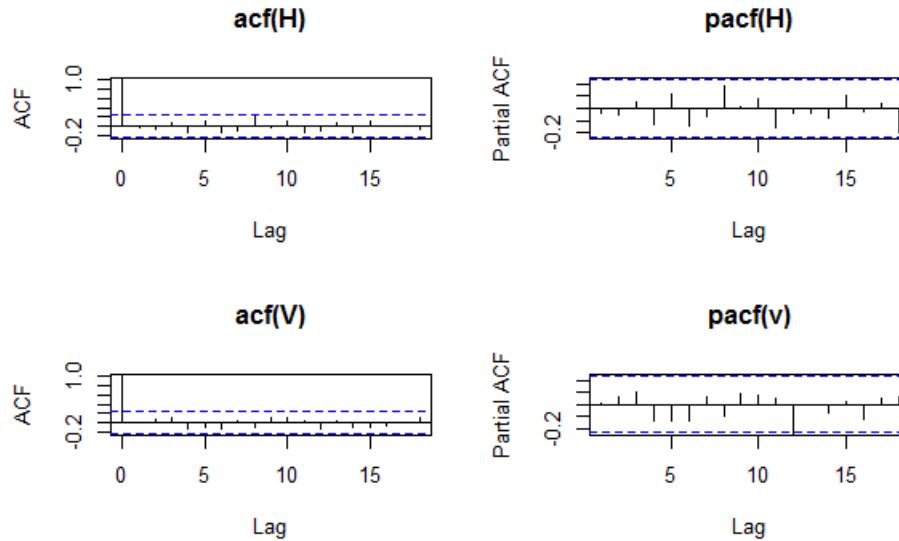 acf(H)
ACF
1.0
-0.2
0 5 10 15
Lag
pacf(H)
Partial ACF
-0.2
5 10 15
Lag
acf(V)
ACF
1.0
-0.2
0 5 10 15
Lag
pacf(v)
Partial ACF
-0.2
5 10 15
Lag